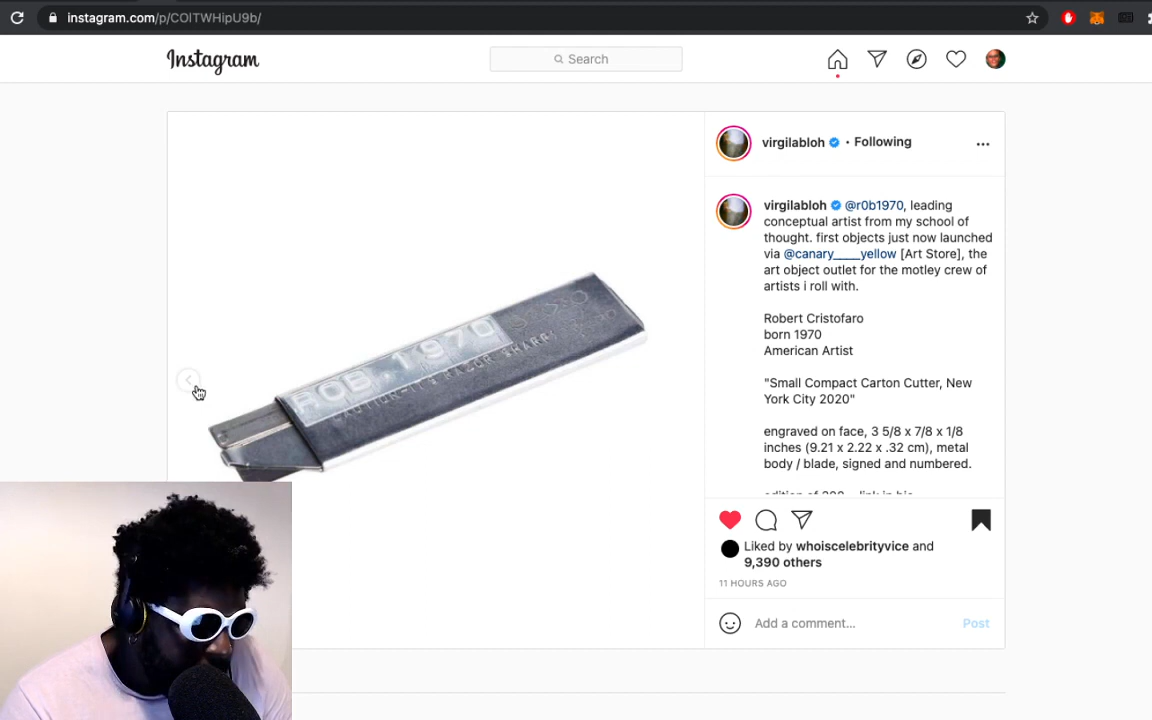 instagram.com/p/COlTWHipU9b/
Instagram
Search
virgilabloh • Following
virgilabloh @r0b1970, leading
conceptual artist from my school of
thought. first objects just now launched
via @canary____yellow [Art Store], the
art object outlet for the motley crew of
artists i roll with.
Robert Cristofaro
born 1970
American Artist
"Small Compact Carton Cutter, New
York City 2020"
engraved on face, 3 5/8 x 7/8 x 1/8
inches (9.21 x 2.22 x .32 cm), metal
body / blade, signed and numbered.
ROB.1970
CAUTION-IT'S RAZOR SHARP
Liked by whoiscelebrityvice and
9,390 others
11 HOURS AGO
Add a comment...
Post